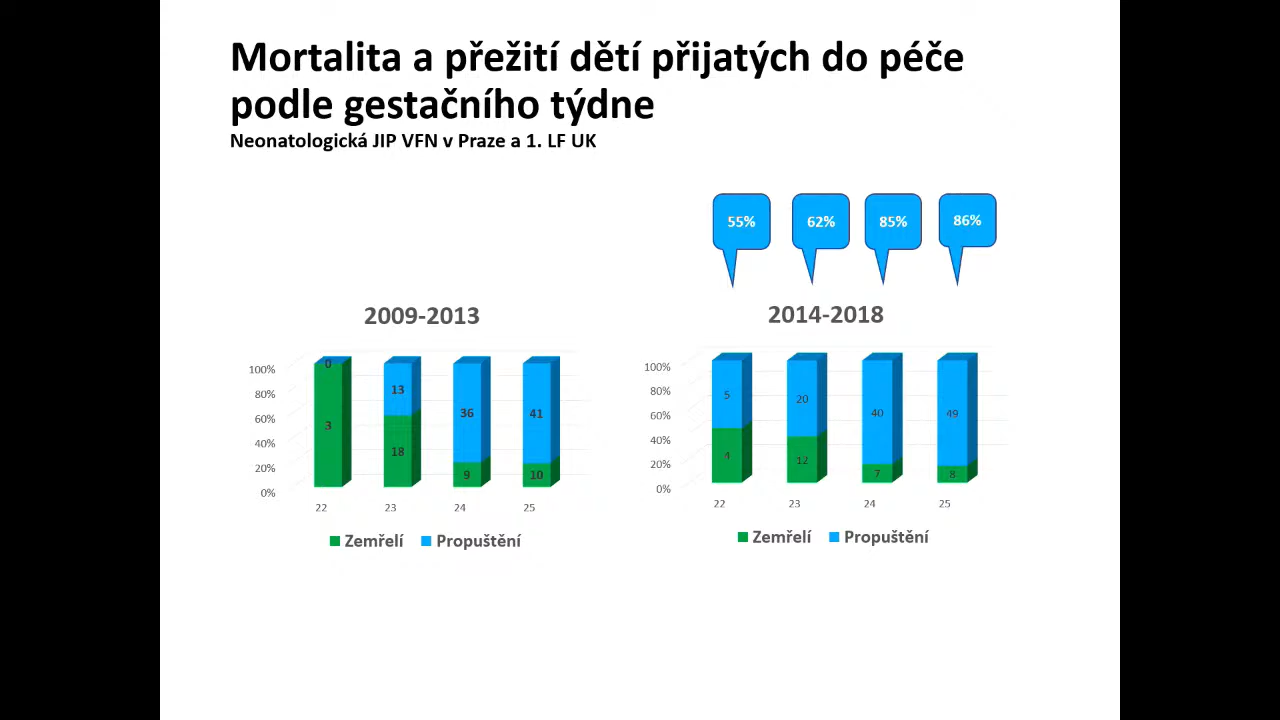 Mortalita a přežití dětí přijatých do péče
podle gestačního týdne
Neonatologická JIP VFN v Praze a 1. LF UK
55% 62% 85% 86%
2009-2013
100%
80%
60%
40%
20%
0%
0 13 36 41
3 18 9 10
22 23 24 25
Zemřelí Propuštění
2014-2018
100%
80%
60%
40%
20%
0%
5 20 40 49
4 12 7 8
22 23 24 25
Zemřelí Propuštění